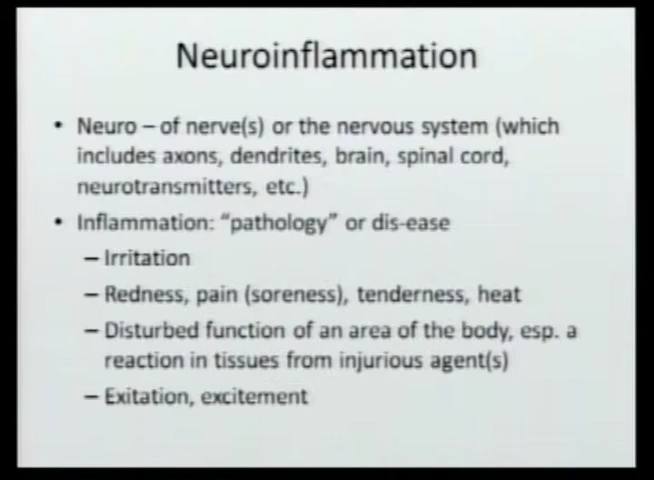 Neuroinflammation
• Neuro – of nerve(s) or the nervous system (which
includes axons, dendrites, brain, spinal cord,
neurotransmitters, etc.)
• Inflammation: “pathology” or dis-ease
– Irritation
– Redness, pain (soreness), tenderness, heat
– Disturbed function of an area of the body, esp. a
reaction in tissues from injurious agent(s)
– Exitation, excitement